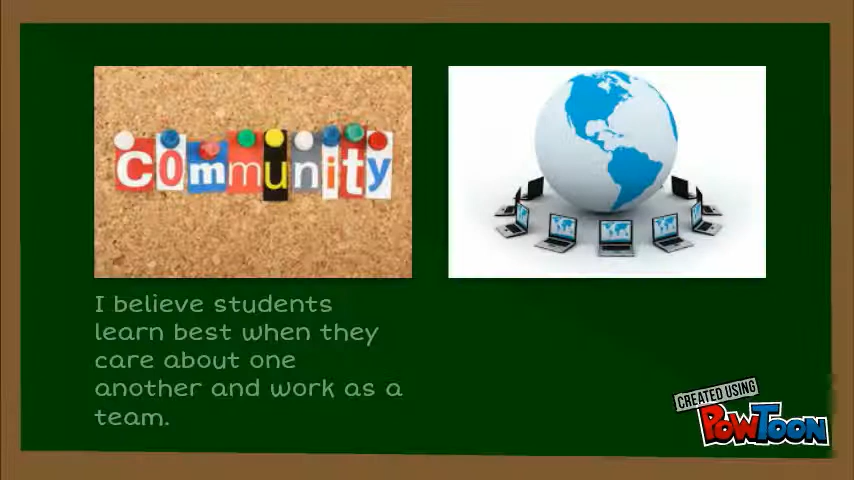 community
I believe students
learn best when they
care about one
another and work as a
team.
CREATED USING
POWTOON